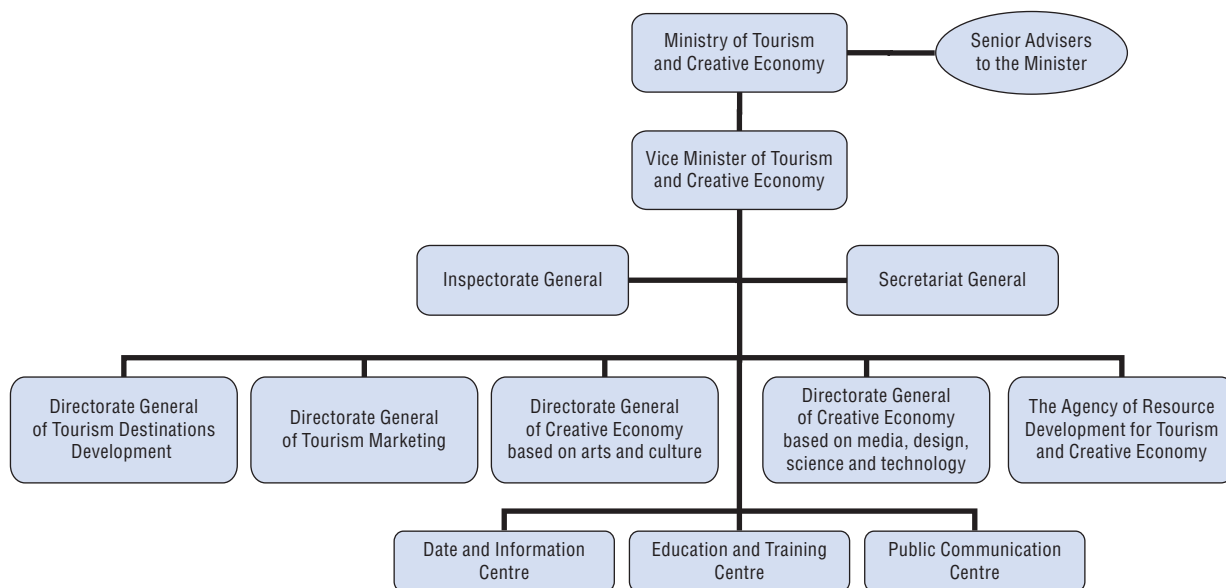 Ministry of Tourism
and Creative Economy
Senior Advisers
to the Minister
Vice Minister of Tourism
and Creative Economy
Inspectorate General
Secretariat General
Directorate General
of Tourism Destinations
Development
Directorate General
of Tourism Marketing
Directorate General
of Creative Economy
based on arts and culture
Directorate General
of Creative Economy
based on media, design,
science and technology
The Agency of Resource
Development for Tourism
and Creative Economy
Date and Information
Centre
Education and Training
Centre
Public Communication
Centre